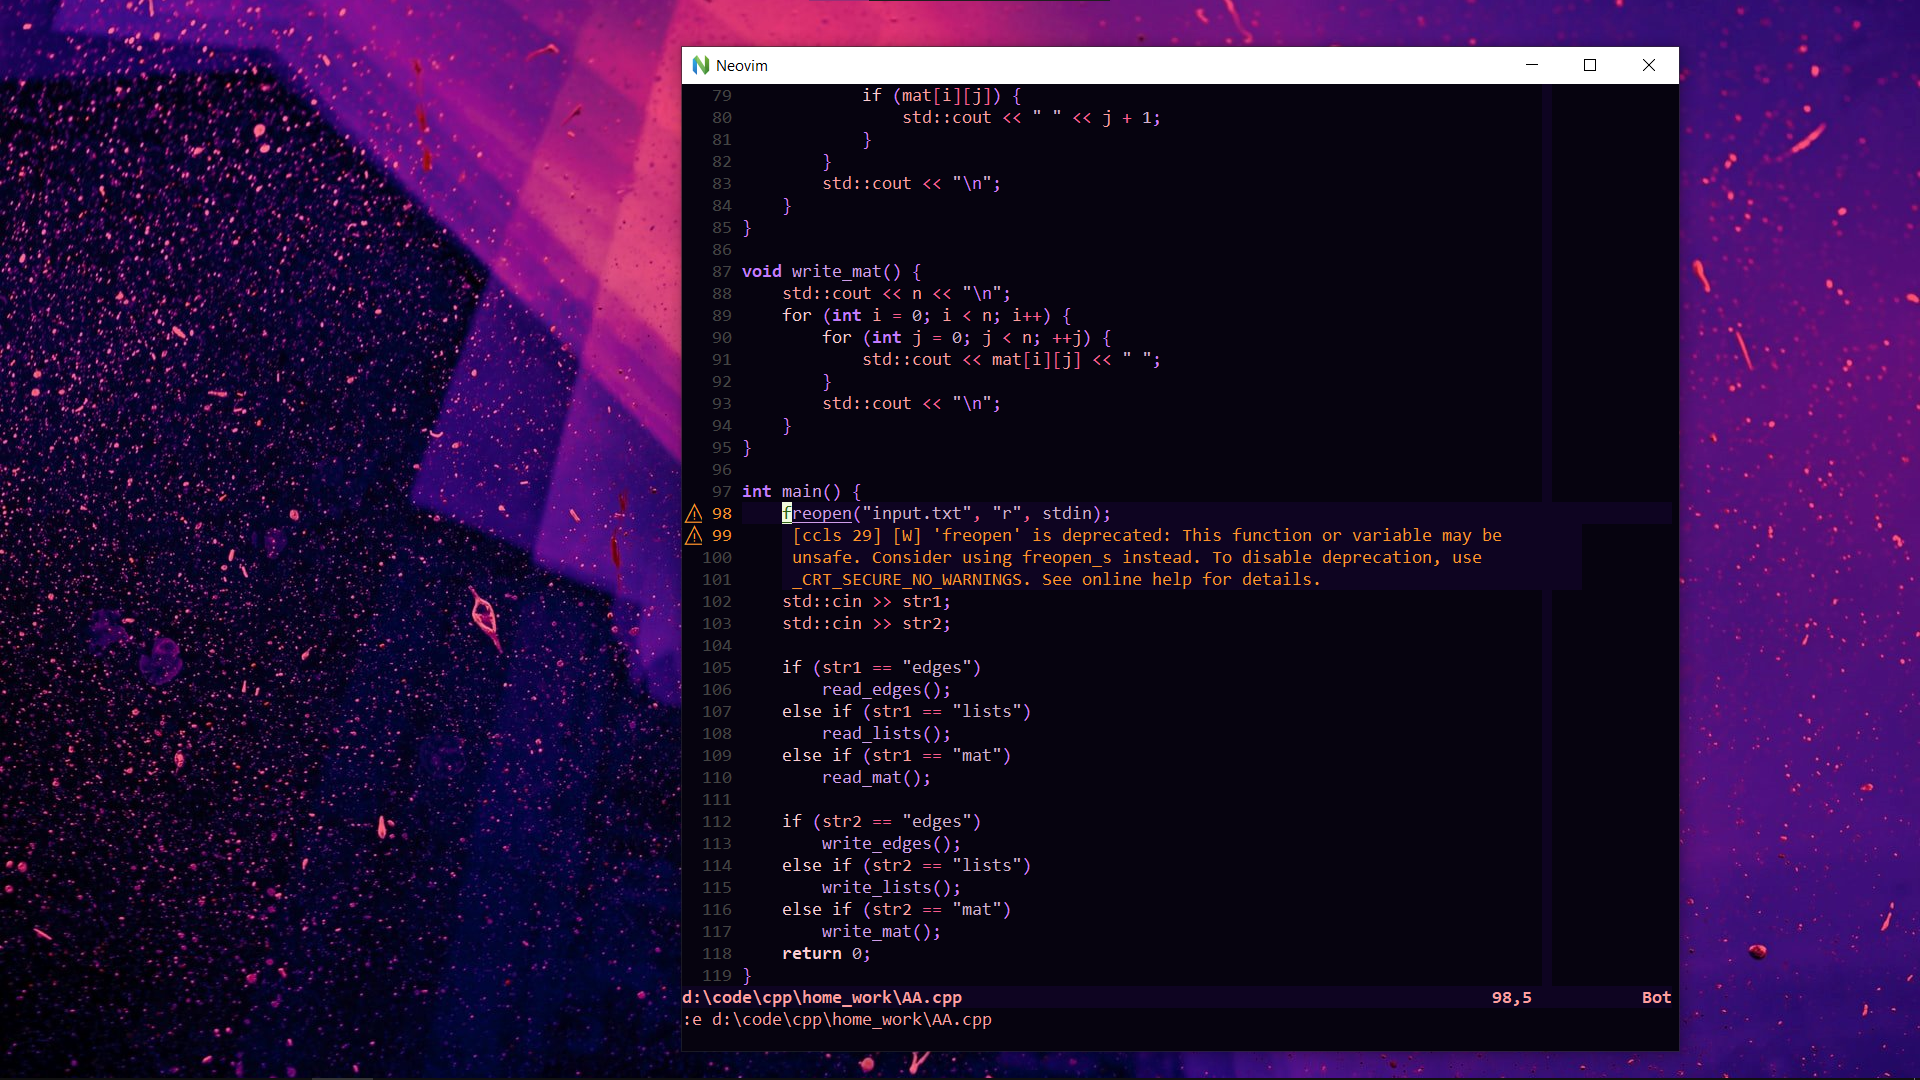 Neovim
79 if (mat[i][j]) {
80 std::cout << " " << j + 1;
81 }
82 }
83 std::cout << "\n";
84 }
85 }
86
87 void write_mat() {
88 std::cout << n << "\n";
89 for (int i = 0; i < n; i++) {
90 for (int j = 0; j < n; ++j) {
91 std::cout << mat[i][j] << " ";
92 }
93 std::cout << "\n";
94 }
95 }
96
97 int main() {
98 freopen("input.txt", "r", stdin);
99 [ccls 29] [W] 'freopen' is deprecated: This function or variable may be
100 unsafe. Consider using freopen_s instead. To disable deprecation, use
101 _CRT_SECURE_NO_WARNINGS. See online help for details.
102 std::cin >> str1;
103 std::cin >> str2;
104
105 if (str1 == "edges")
106 read_edges();
107 else if (str1 == "lists")
108 read_lists();
109 else if (str1 == "mat")
110 read_mat();
111
112 if (str2 == "edges")
113 write_edges();
114 else if (str2 == "lists")
115 write_lists();
116 else if (str2 == "mat")
117 write_mat();
118 return 0;
119 }
d:\code\cpp\home_work\AA.cpp 98,5 Bot
:e d:\code\cpp\home_work\AA.cpp